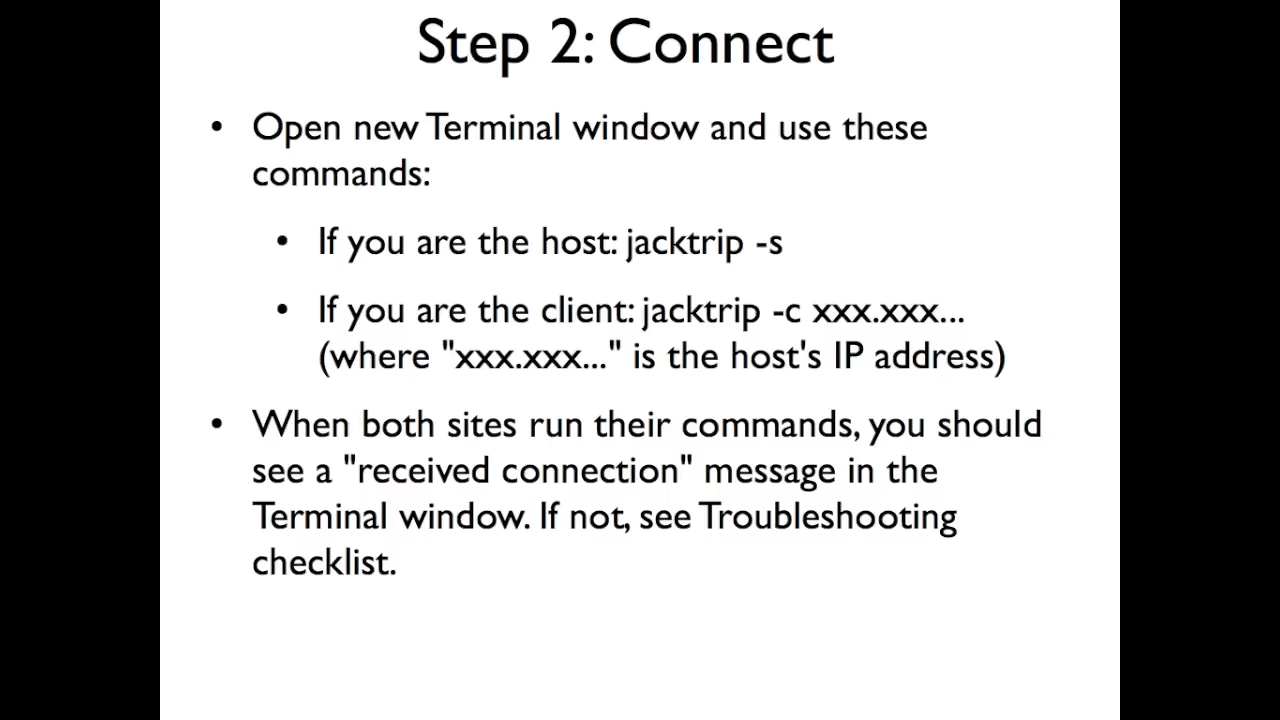 Step 2: Connect
• Open new Terminal window and use these
commands:
• If you are the host: jacktrip -s
• If you are the client: jacktrip -c xxx.xxx...
(where "xxx.xxx..." is the host's IP address)
• When both sites run their commands, you should
see a "received connection" message in the
Terminal window. If not, see Troubleshooting
checklist.